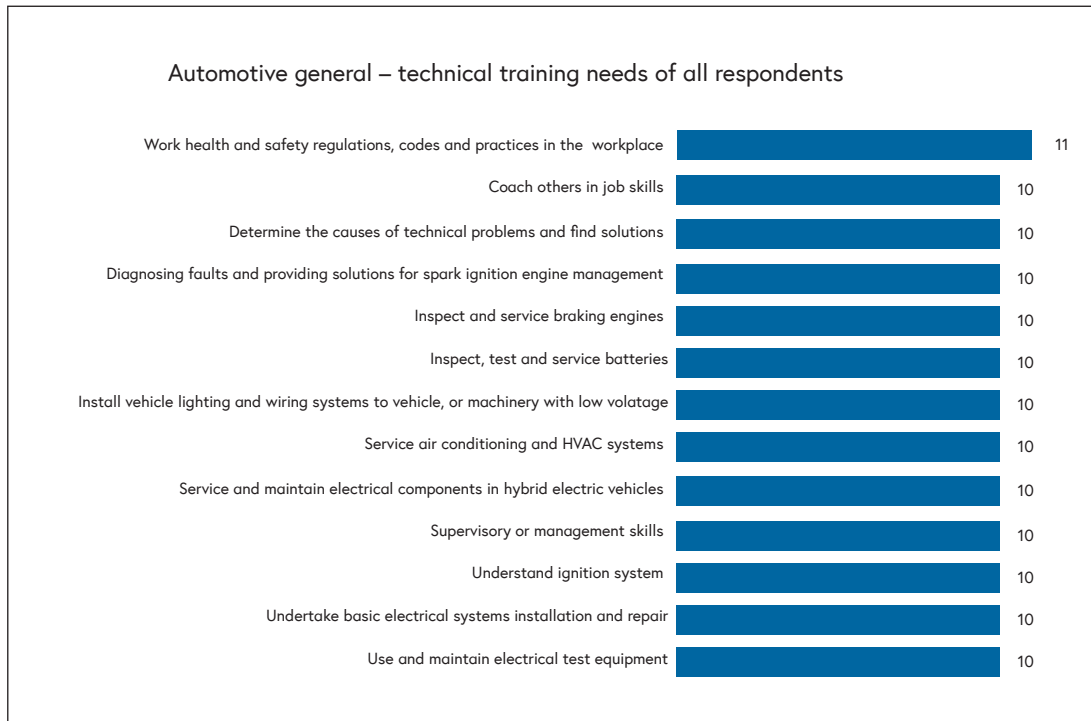 Automotive general – technical training needs of all respondents
Work health and safety regulations, codes and practices in the workplace 11
Coach others in job skills 10
Determine the causes of technical problems and find solutions 10
Diagnosing faults and providing solutions for spark ignition engine management 10
Inspect and service braking engines 10
Inspect, test and service batteries 10
Install vehicle lighting and wiring systems to vehicle, or machinery with low volatage 10
Service air conditioning and HVAC systems 10
Service and maintain electrical components in hybrid electric vehicles 10
Supervisory or management skills 10
Understand ignition system 10
Undertake basic electrical systems installation and repair 10
Use and maintain electrical test equipment 10